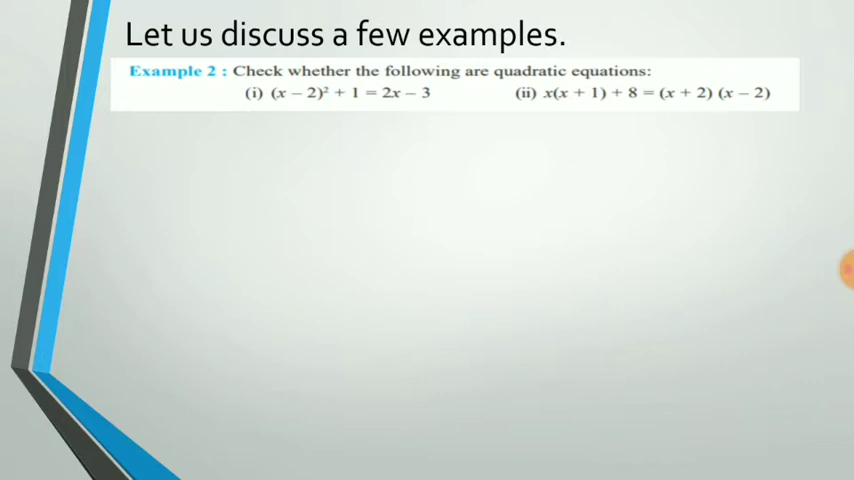 Let us discuss a few examples.
Example 2 : Check whether the following are quadratic equations:
(i) (x – 2)² + 1 = 2x – 3 (ii) x(x + 1) + 8 = (x + 2) (x – 2)